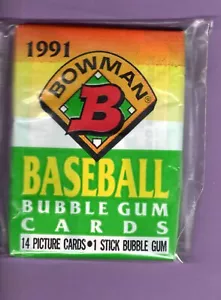 1991
BOWMAN®
B
BASEBALL
BUBBLE GUM
CARDS
14 PICTURE CARDS • 1 STICK BUBBLE GUM